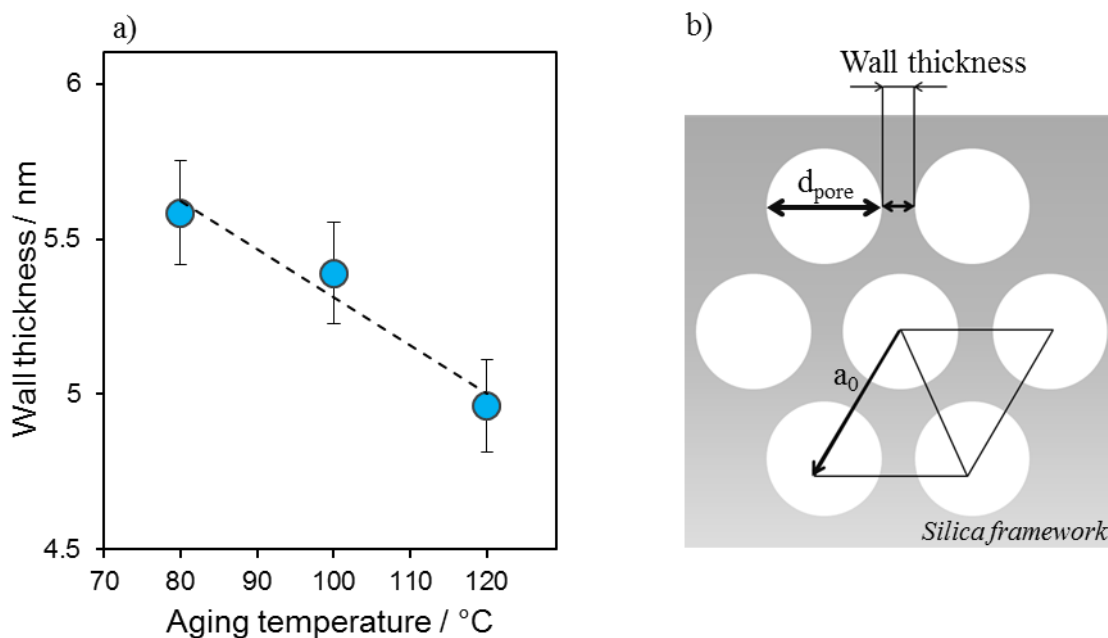 a)
6
5.5
5
4.5
Wall thickness / nm
70 80 90 100 110 120
Aging temperature / °C
b)
Wall thickness
dpore
a0
Silica framework